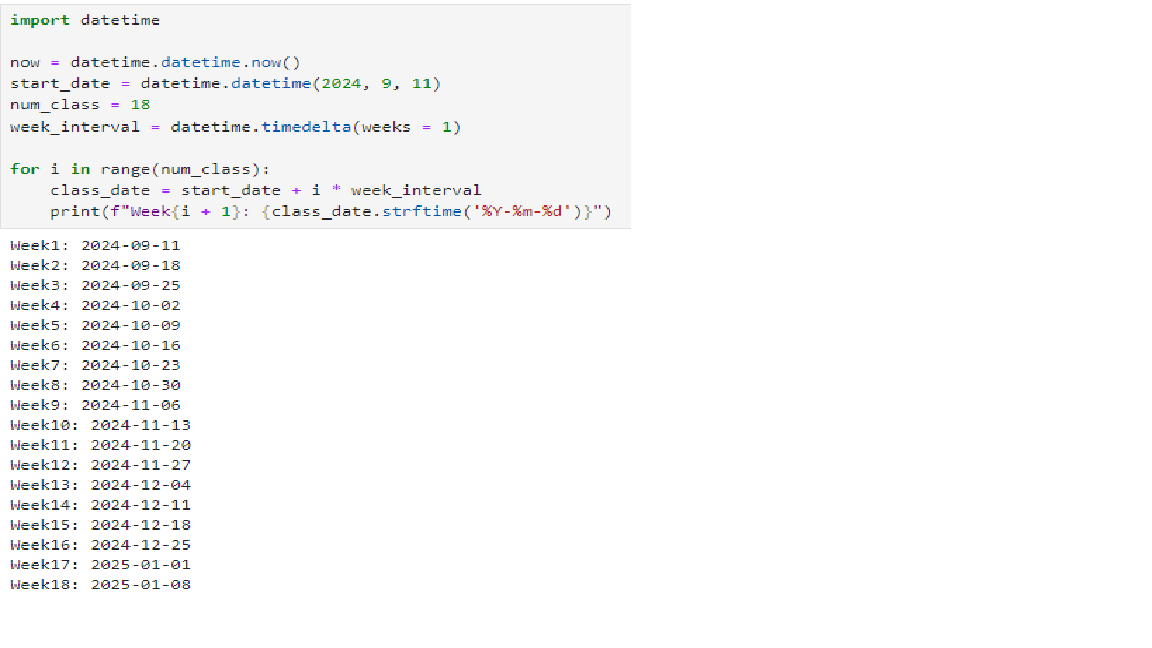 import datetime

now = datetime.datetime.now()
start_date = datetime.datetime(2024, 9, 11)
num_class = 18
week_interval = datetime.timedelta(weeks = 1)

for i in range(num_class):
    class_date = start_date + i * week_interval
    print(f"Week{i + 1}: {class_date.strftime('%Y-%m-%d')}")
Week1: 2024-09-11
Week2: 2024-09-18
Week3: 2024-09-25
Week4: 2024-10-02
Week5: 2024-10-09
Week6: 2024-10-16
Week7: 2024-10-23
Week8: 2024-10-30
Week9: 2024-11-06
Week10: 2024-11-13
Week11: 2024-11-20
Week12: 2024-11-27
Week13: 2024-12-04
Week14: 2024-12-11
Week15: 2024-12-18
Week16: 2024-12-25
Week17: 2025-01-01
Week18: 2025-01-08